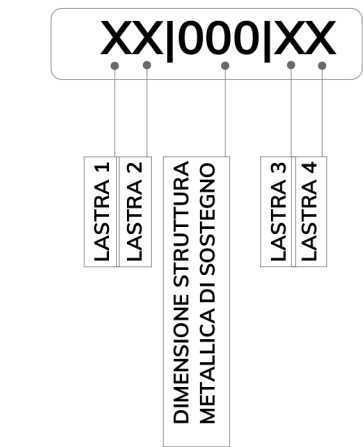 XX|000|XX
LASTRA 1
LASTRA 2
DIMENSIONE STRUTTURA
METALLICA DI SOSTEGNO
LASTRA 3
LASTRA 4